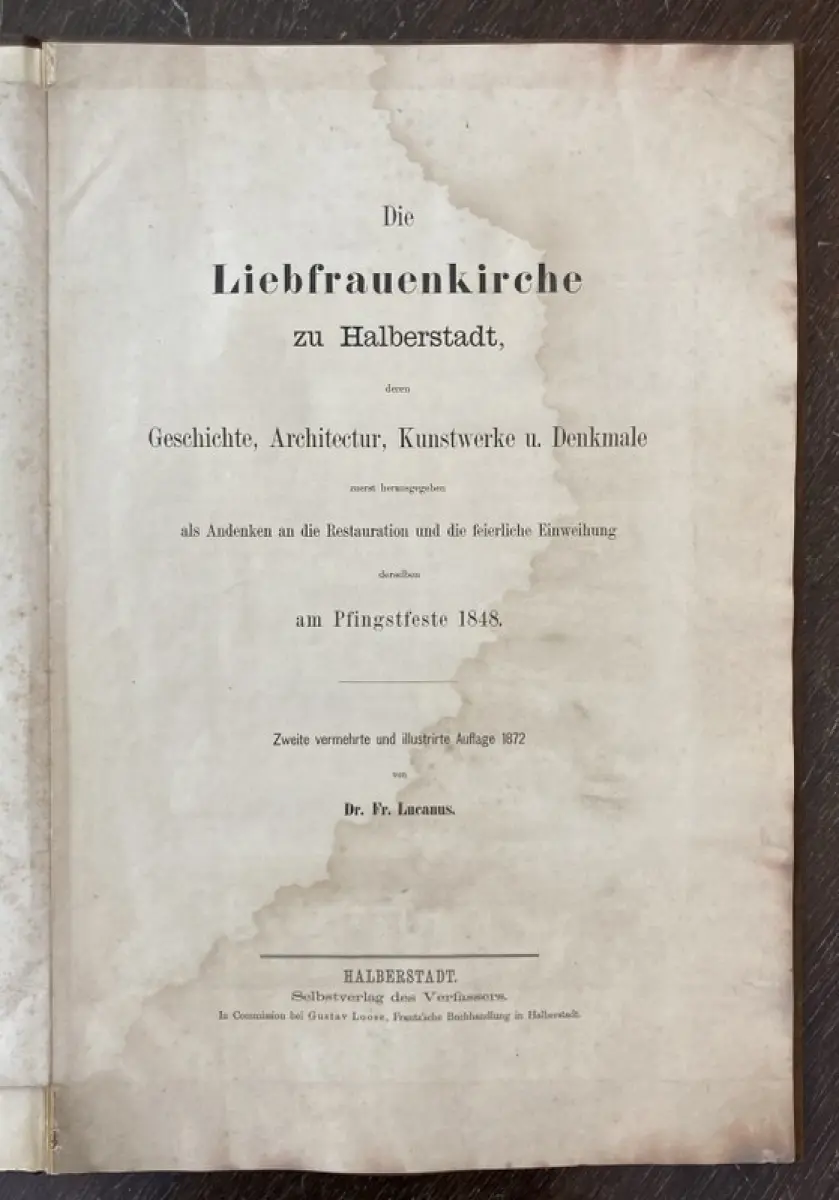 Die
Liebfrauenkirche
zu Halberstadt,
deren
Geschichte, Architectur, Kunstwerke u. Denkmale
zuerst herausgegeben
als Andenken an die Restauration und die feierliche Einweihung
derselben
am Pfingstfeste 1848.
Zweite vermehrte und illustrirte Auflage 1872
von
Dr. Fr. Lucanus.
HALBERSTADT.
Selbstverlag des Verfassers.
In Commission bei Gustav Loose, Frantz'sche Buchhandlung in Halberstadt.